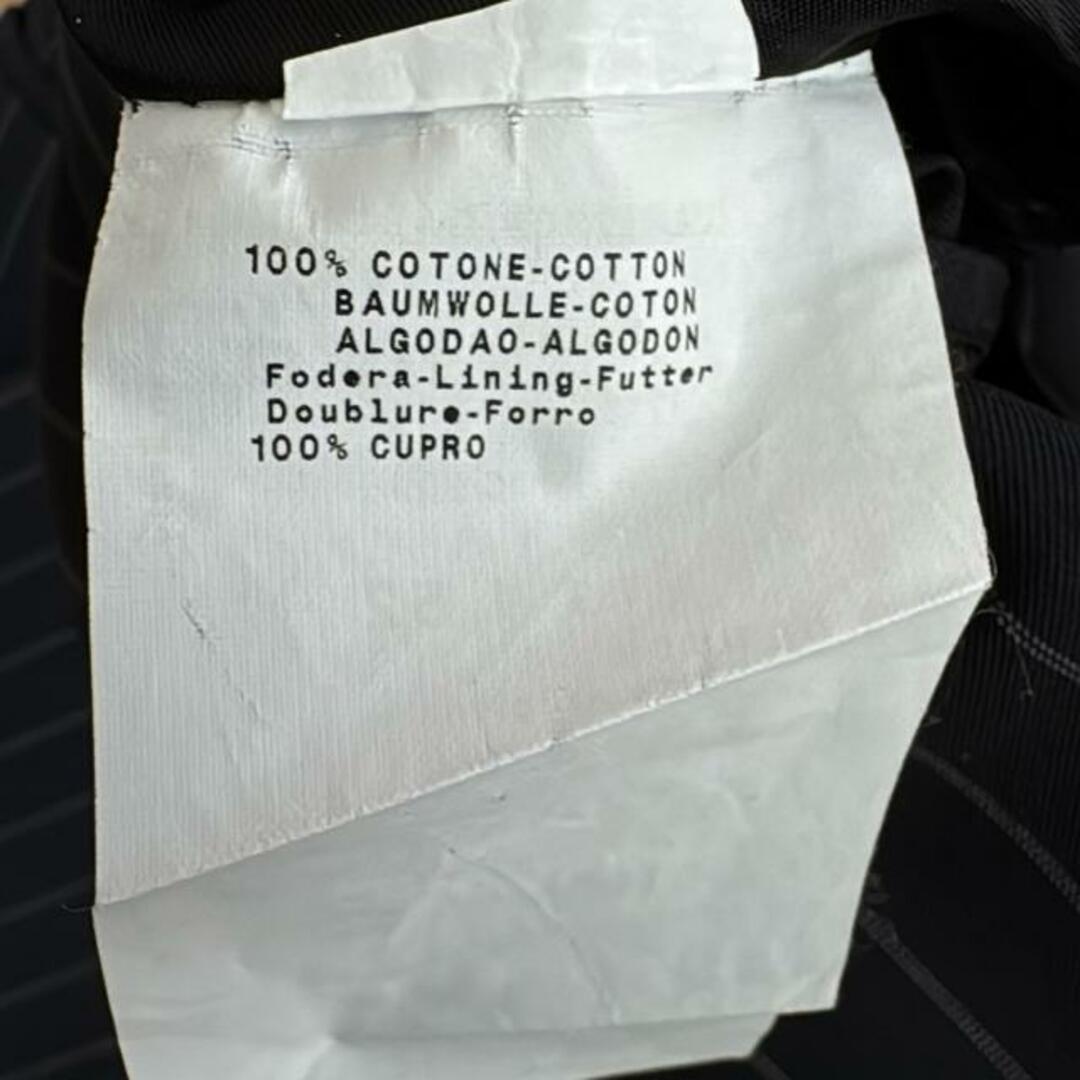 100% COTONE-COTTON
BAUMWOLLE-COTON
ALGODAO-ALGODON
Fodera-Lining-Futter
Doublure-Forro
100% CUPRO